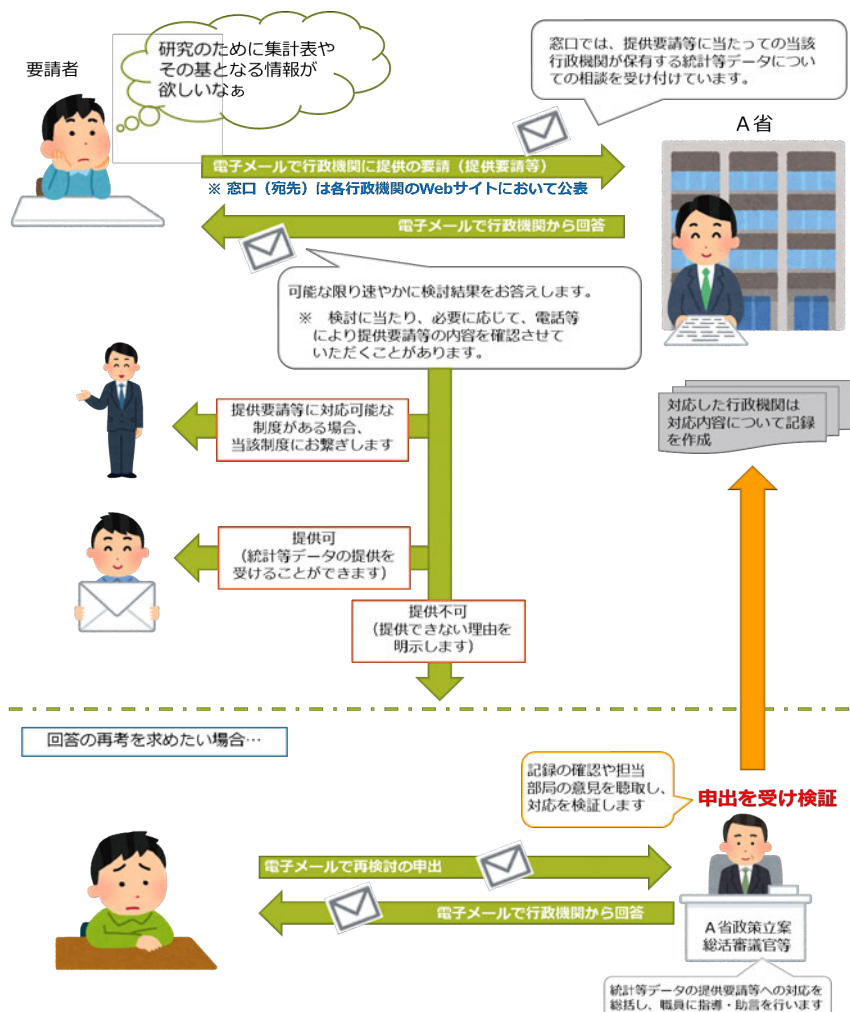 研究のために集計表や
その基となる情報が
欲しいなぁ
要請者
窓口では、提供要請等に当たっての当該
行政機関が保有する統計等データについ
ての相談を受け付けています。
A省
電子メールで行政機関に提供の要請（提供要請等）
※ 窓口（宛先）は各行政機関のWebサイトにおいて公表
電子メールで行政機関から回答
可能な限り速やかに検討結果をお答えします。
※ 検討に当たり、必要に応じて、電話等
により提供要請等の内容を確認させて
いただくことがあります。
提供要請等に対応可能な
制度がある場合、
当該制度にお繋ぎします
対応した行政機関は
対応内容について記録
を作成
提供可
（統計等データの提供を
受けることができます）
提供不可
（提供できない理由を
明示します）
回答の再考を求めたい場合…
記録の確認や担当
部局の意見を聴取し、
対応を検証します
申出を受け検証
電子メールで再検討の申出
電子メールで行政機関から回答
A省政策立案
総括審議官等
統計等データの提供要請等への対応を
総括し、職員に指導・助言を行います